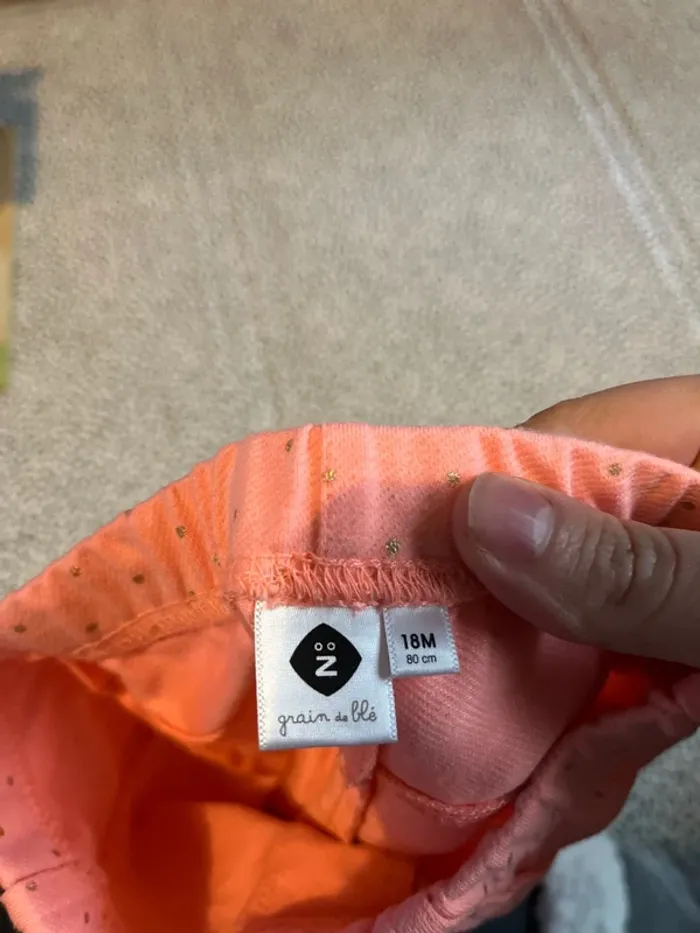 Z
grain de blé
18M
80 cm